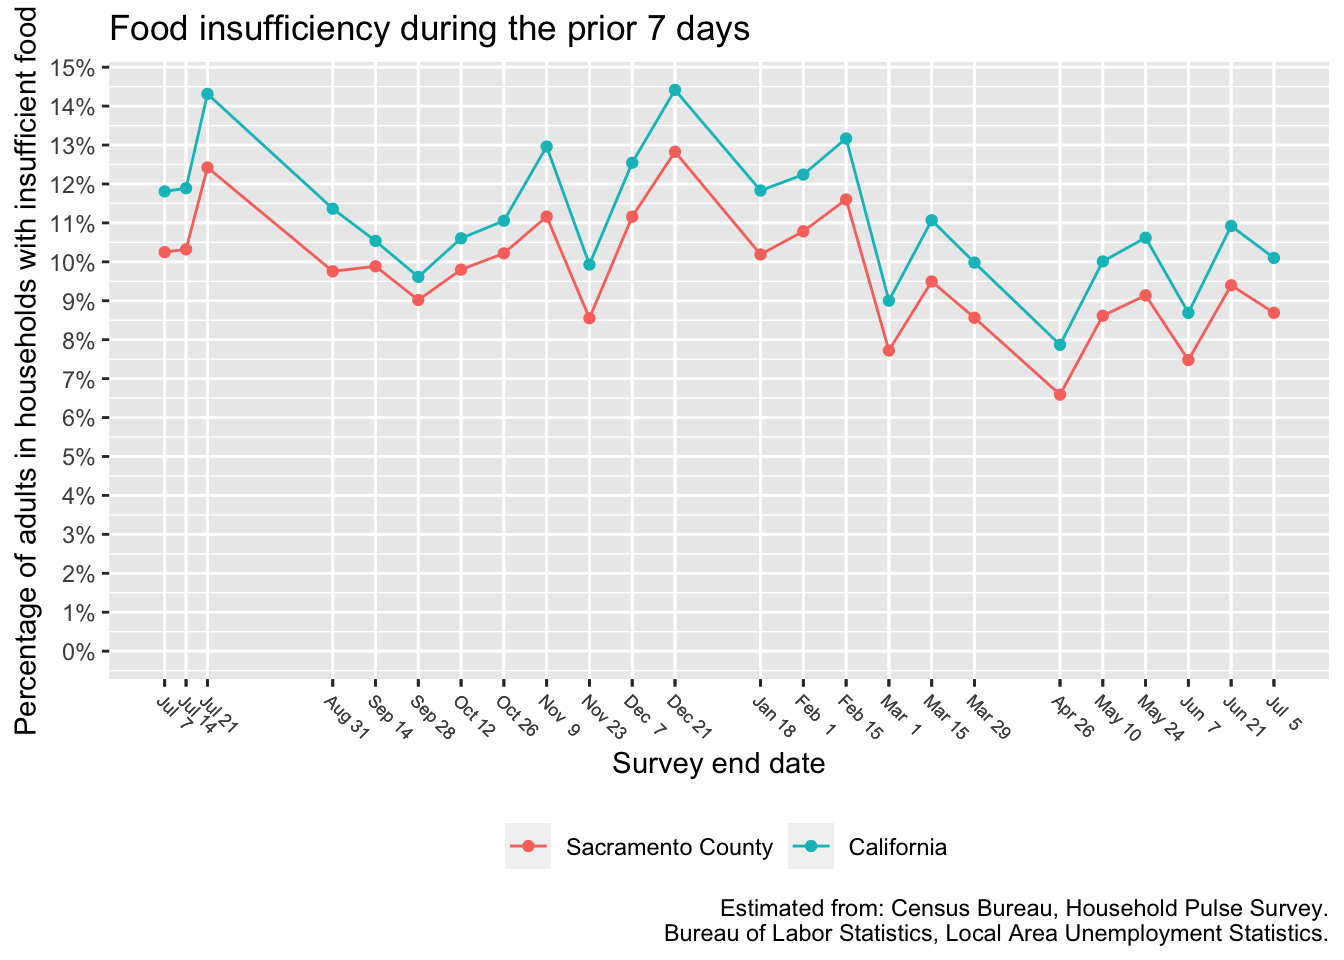 Food insufficiency during the prior 7 days
Percentage of adults in households with insufficient food
15%
14%
13%
12%
11%
10%
9%
8%
7%
6%
5%
4%
3%
2%
1%
0%
Jul 7
Jul 14
Jul 21
Aug 31
Sep 14
Sep 28
Oct 12
Oct 26
Nov 9
Nov 23
Dec 7
Dec 21
Jan 18
Feb 1
Feb 15
Mar 1
Mar 15
Mar 29
Apr 26
May 10
May 24
Jun 7
Jun 21
Jul 5
Survey end date
Sacramento County
California
Estimated from: Census Bureau, Household Pulse Survey.
Bureau of Labor Statistics, Local Area Unemployment Statistics.